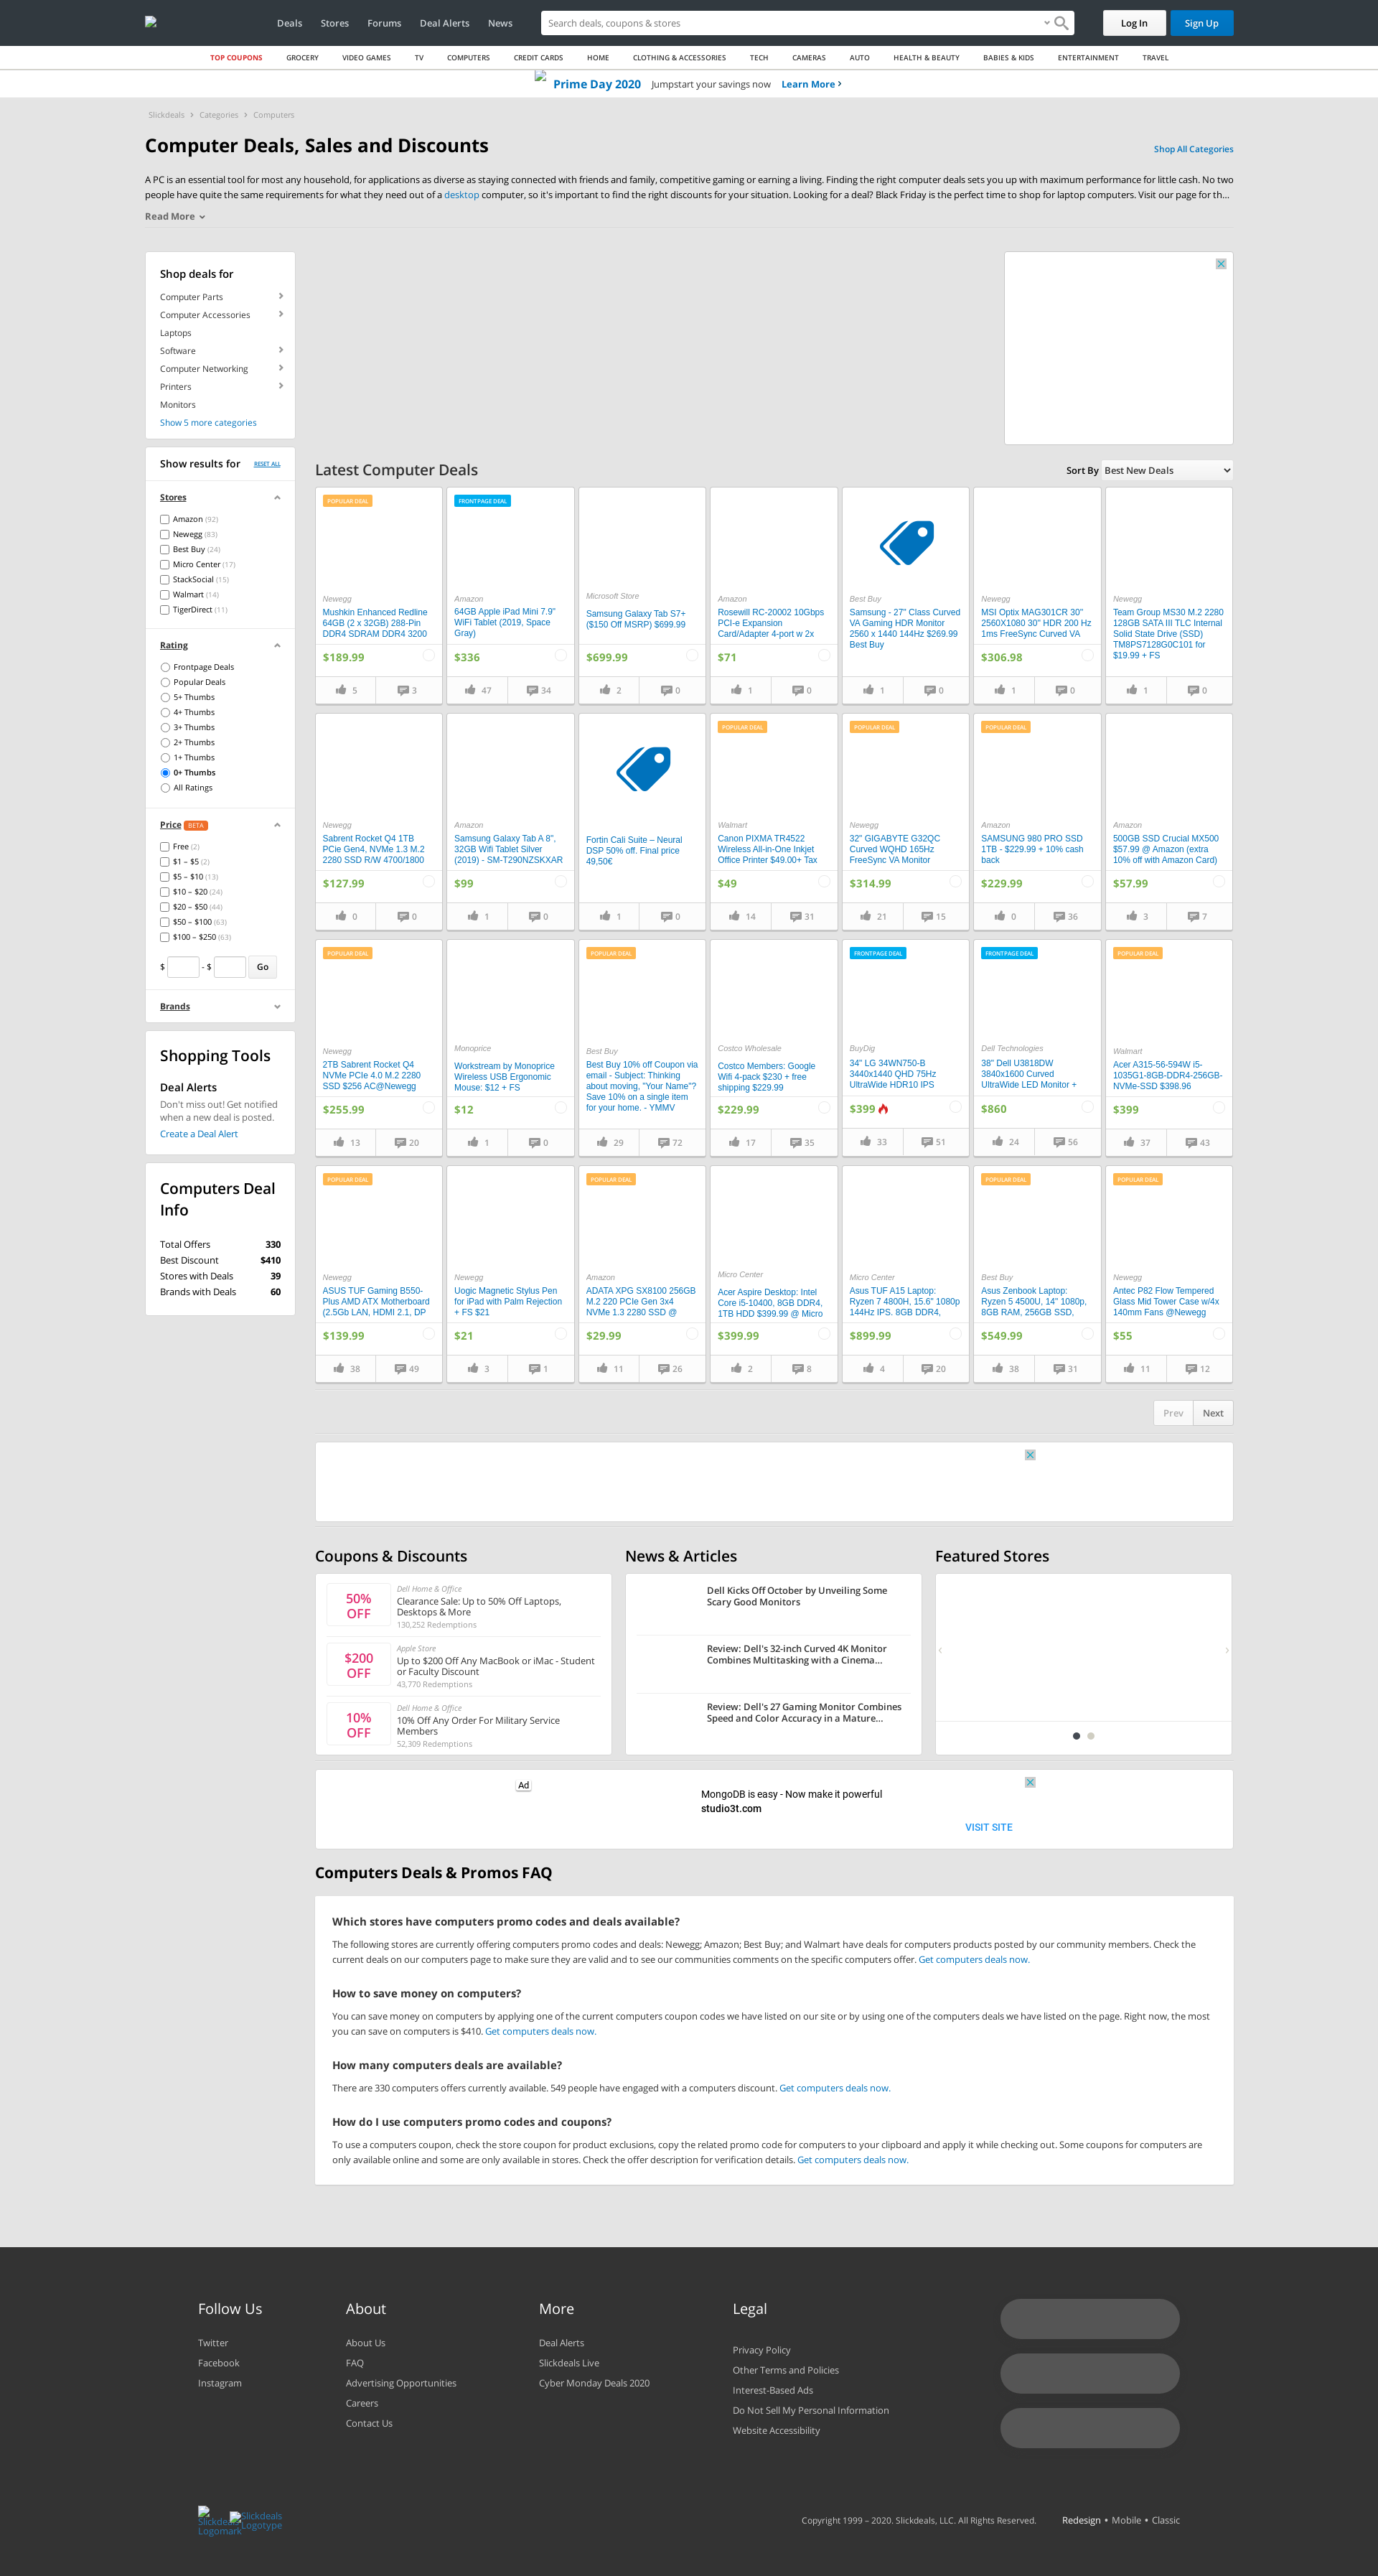 Deals Stores Forums Deal Alerts News
Search deals, coupons & stores
Log In Sign Up
TOP COUPONS GROCERY VIDEO GAMES TV COMPUTERS CREDIT CARDS HOME CLOTHING & ACCESSORIES TECH CAMERAS AUTO HEALTH & BEAUTY BABIES & KIDS ENTERTAINMENT TRAVEL
Prime Day 2020 Jumpstart your savings now Learn More
Slickdeals > Categories > Computers
Computer Deals, Sales and Discounts
Shop All Categories
A PC is an essential tool for most any household, for applications as diverse as staying connected with friends and family, competitive gaming or earning a living. Finding the right computer deals sets you up with maximum performance for little cash. No two
people have quite the same requirements for what they need out of a desktop computer, so it's important to find the right discounts for your situation. Looking for a deal? Black Friday is the perfect time to shop for laptop computers. Visit our page for th...
Read More
Shop deals for
Computer Parts
Computer Accessories
Laptops
Software
Computer Networking
Printers
Monitors
Show 5 more categories
Show results for RESET ALL
Stores
Amazon (92)
Newegg (83)
Best Buy (24)
Micro Center (17)
StackSocial (15)
Walmart (14)
TigerDirect (11)
Rating
Frontpage Deals
Popular Deals
5+ Thumbs
4+ Thumbs
3+ Thumbs
2+ Thumbs
1+ Thumbs
0+ Thumbs
All Ratings
Price BETA
Free (2)
$1 – $5 (2)
$5 – $10 (13)
$10 – $20 (24)
$20 – $50 (44)
$50 – $100 (63)
$100 – $250 (63)
$ - $ Go
Brands
Shopping Tools
Deal Alerts
Don't miss out! Get notified
when a new deal is posted.
Create a Deal Alert
Computers Deal
Info
Total Offers 330
Best Discount $410
Stores with Deals 39
Brands with Deals 60
Latest Computer Deals
Sort By Best New Deals
POPULAR DEAL
Newegg
Mushkin Enhanced Redline
64GB (2 x 32GB) 288-Pin
DDR4 SDRAM DDR4 3200
$189.99
5 3
FRONTPAGE DEAL
Amazon
64GB Apple iPad Mini 7.9"
WiFi Tablet (2019, Space
Gray)
$336
47 34
Microsoft Store
Samsung Galaxy Tab S7+
($150 Off MSRP) $699.99
$699.99
2 0
Amazon
Rosewill RC-20002 10Gbps
PCI-e Expansion
Card/Adapter 4-port w 2x
$71
1 0
Best Buy
Samsung - 27" Class Curved
VA Gaming HDR Monitor
2560 x 1440 144Hz $269.99
Best Buy
1 0
Newegg
MSI Optix MAG301CR 30"
2560X1080 30" HDR 200 Hz
1ms FreeSync Curved VA
$306.98
1 0
Newegg
Team Group MS30 M.2 2280
128GB SATA III TLC Internal
Solid State Drive (SSD)
TM8PS7128G0C101 for
$19.99 + FS
1 0
Newegg
Sabrent Rocket Q4 1TB
PCie Gen4, NVMe 1.3 M.2
2280 SSD R/W 4700/1800
$127.99
0 0
Amazon
Samsung Galaxy Tab A 8",
32GB Wifi Tablet Silver
(2019) - SM-T290NZSKXAR
$99
1 0
Fortin Cali Suite – Neural
DSP 50% off. Final price
49,50€
1 0
POPULAR DEAL
Walmart
Canon PIXMA TR4522
Wireless All-in-One Inkjet
Office Printer $49.00+ Tax
$49
14 31
POPULAR DEAL
Newegg
32" GIGABYTE G32QC
Curved WQHD 165Hz
FreeSync VA Monitor
$314.99
21 15
POPULAR DEAL
Amazon
SAMSUNG 980 PRO SSD
1TB - $229.99 + 10% cash
back
$229.99
0 36
Amazon
500GB SSD Crucial MX500
$57.99 @ Amazon (extra
10% off with Amazon Card)
$57.99
3 7
POPULAR DEAL
Newegg
2TB Sabrent Rocket Q4
NVMe PCIe 4.0 M.2 2280
SSD $256 AC@Newegg
$255.99
13 20
Monoprice
Workstream by Monoprice
Wireless USB Ergonomic
Mouse: $12 + FS
$12
1 0
POPULAR DEAL
Best Buy
Best Buy 10% off Coupon via
email - Subject: Thinking
about moving, "Your Name"?
Save 10% on a single item
for your home. - YMMV
29 72
Costco Wholesale
Costco Members: Google
Wifi 4-pack $230 + free
shipping $229.99
$229.99
17 35
FRONTPAGE DEAL
BuyDig
34" LG 34WN750-B
3440x1440 QHD 75Hz
UltraWide HDR10 IPS
$399
33 51
FRONTPAGE DEAL
Dell Technologies
38" Dell U3818DW
3840x1600 Curved
UltraWide LED Monitor +
$860
24 56
POPULAR DEAL
Walmart
Acer A315-56-594W i5-
1035G1-8GB-DDR4-256GB-
NVMe-SSD $398.96
$399
37 43
POPULAR DEAL
Newegg
ASUS TUF Gaming B550-
Plus AMD ATX Motherboard
(2.5Gb LAN, HDMI 2.1, DP
$139.99
38 49
Newegg
Uogic Magnetic Stylus Pen
for iPad with Palm Rejection
+ FS $21
$21
3 1
POPULAR DEAL
Amazon
ADATA XPG SX8100 256GB
M.2 220 PCIe Gen 3x4
NVMe 1.3 2280 SSD @
$29.99
11 26
Micro Center
Acer Aspire Desktop: Intel
Core i5-10400, 8GB DDR4,
1TB HDD $399.99 @ Micro
$399.99
2 8
Micro Center
Asus TUF A15 Laptop:
Ryzen 7 4800H, 15.6" 1080p
144Hz IPS. 8GB DDR4,
$899.99
4 20
POPULAR DEAL
Best Buy
Asus Zenbook Laptop:
Ryzen 5 4500U, 14" 1080p,
8GB RAM, 256GB SSD,
$549.99
38 31
POPULAR DEAL
Newegg
Antec P82 Flow Tempered
Glass Mid Tower Case w/4x
140mm Fans @Newegg
$55
11 12
Prev Next
Coupons & Discounts
50%
OFF
Dell Home & Office
Clearance Sale: Up to 50% Off Laptops,
Desktops & More
130,252 Redemptions
$200
OFF
Apple Store
Up to $200 Off Any MacBook or iMac - Student
or Faculty Discount
43,770 Redemptions
10%
OFF
Dell Home & Office
10% Off Any Order For Military Service
Members
52,309 Redemptions
News & Articles
Dell Kicks Off October by Unveiling Some
Scary Good Monitors
Review: Dell's 32-inch Curved 4K Monitor
Combines Multitasking with a Cinema...
Review: Dell's 27 Gaming Monitor Combines
Speed and Color Accuracy in a Mature...
Featured Stores
Ad
MongoDB is easy - Now make it powerful
studio3t.com
VISIT SITE
Computers Deals & Promos FAQ
Which stores have computers promo codes and deals available?
The following stores are currently offering computers promo codes and deals: Newegg; Amazon; Best Buy; and Walmart have deals for computers products posted by our community members. Check the
current deals on our computers page to make sure they are valid and to see our communities comments on the specific computers offer. Get computers deals now.
How to save money on computers?
You can save money on computers by applying one of the current computers coupon codes we have listed on our site or by using one of the computers deals we have listed on the page. Right now, the most
you can save on computers is $410. Get computers deals now.
How many computers deals are available?
There are 330 computers offers currently available. 549 people have engaged with a computers discount. Get computers deals now.
How do I use computers promo codes and coupons?
To use a computers coupon, check the store coupon for product exclusions, copy the related promo code for computers to your clipboard and apply it while checking out. Some coupons for computers are
only available online and some are only available in stores. Check the offer description for verification details. Get computers deals now.
Follow Us
Twitter
Facebook
Instagram
About
About Us
FAQ
Advertising Opportunities
Careers
Contact Us
More
Deal Alerts
Slickdeals Live
Cyber Monday Deals 2020
Legal
Privacy Policy
Other Terms and Policies
Interest-Based Ads
Do Not Sell My Personal Information
Website Accessibility
Slickdeals Logomark
Slickdeals Logotype
Copyright 1999 – 2020. Slickdeals, LLC. All Rights Reserved.
Redesign • Mobile • Classic